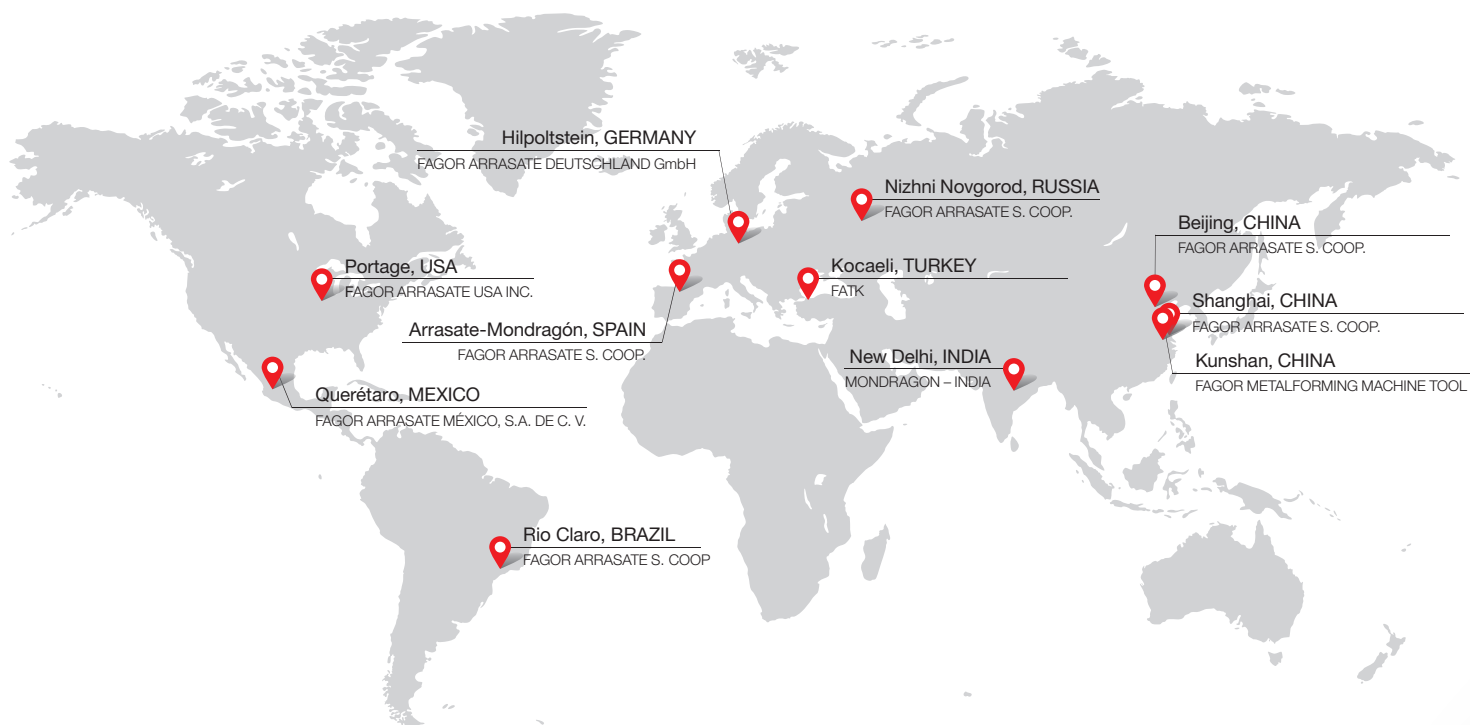 Hilpoltstein, GERMANY
FAGOR ARRASATE DEUTSCHLAND GmbH
Nizhni Novgorod, RUSSIA
FAGOR ARRASATE S. COOP.
Beijing, CHINA
FAGOR ARRASATE S. COOP.
Portage, USA
FAGOR ARRASATE USA INC.
Kocaeli, TURKEY
FATK
Shanghai, CHINA
FAGOR ARRASATE S. COOP.
Arrasate-Mondragón, SPAIN
FAGOR ARRASATE S. COOP.
New Delhi, INDIA
MONDRAGON – INDIA
Kunshan, CHINA
FAGOR METALFORMING MACHINE TOOL
Querétaro, MEXICO
FAGOR ARRASATE MÉXICO, S.A. DE C. V.
Rio Claro, BRAZIL
FAGOR ARRASATE S. COOP